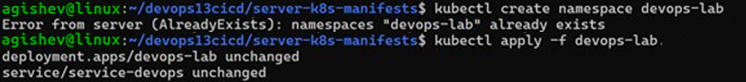 agishev@linux:~/devops13cicd/server-k8s-manifests$ kubectl create namespace devops-lab
Error from server (AlreadyExists): namespaces "devops-lab" already exists
agishev@linux:~/devops13cicd/server-k8s-manifests$ kubectl apply -f devops-lab.
deployment.apps/devops-lab unchanged
service/service-devops unchanged